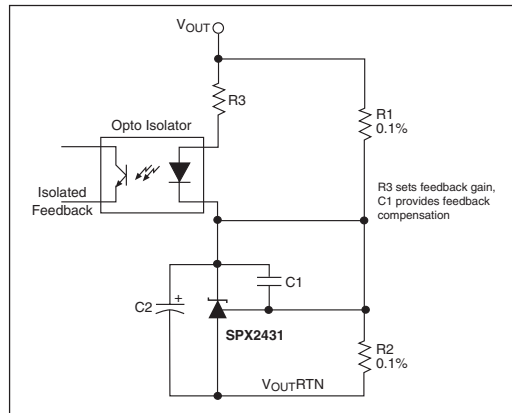 VOUT
R3
R1
0.1%
Opto Isolator
Isolated
Feedback
R3 sets feedback gain,
C1 provides feedback
compensation
C1
C2
+
SPX2431
R2
0.1%
VOUTRTN